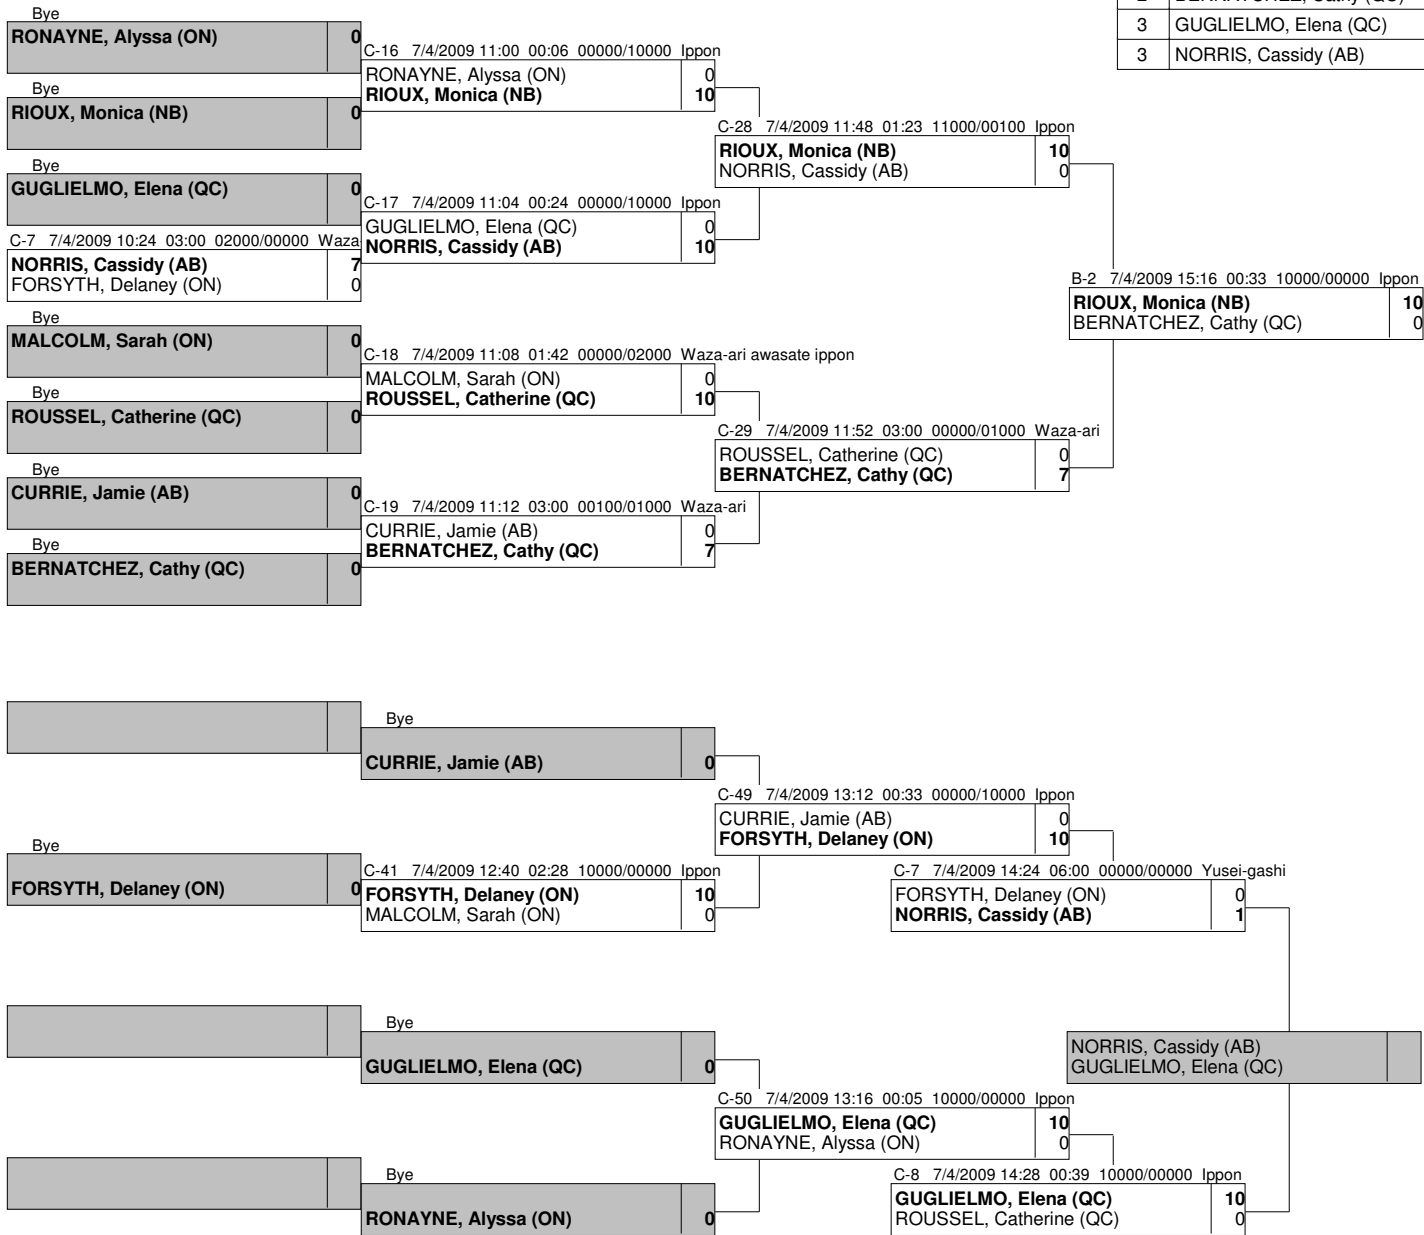 2 BERNATCHEZ, Cathy (QC)
3 GUGLIELMO, Elena (QC)
3 NORRIS, Cassidy (AB)
Bye
RONAYNE, Alyssa (ON) 0
C-16 7/4/2009 11:00 00:06 00000/10000 Ippon
RONAYNE, Alyssa (ON) 0
RIOUX, Monica (NB) 10
Bye
RIOUX, Monica (NB) 0
C-28 7/4/2009 11:48 01:23 11000/00100 Ippon
RIOUX, Monica (NB) 10
NORRIS, Cassidy (AB) 0
Bye
GUGLIELMO, Elena (QC) 0
C-17 7/4/2009 11:04 00:24 00000/10000 Ippon
GUGLIELMO, Elena (QC) 0
NORRIS, Cassidy (AB) 10
C-7 7/4/2009 10:24 03:00 02000/00000 Waza-
NORRIS, Cassidy (AB) 7
FORSYTH, Delaney (ON) 0
B-2 7/4/2009 15:16 00:33 10000/00000 Ippon
RIOUX, Monica (NB) 10
BERNATCHEZ, Cathy (QC) 0
Bye
MALCOLM, Sarah (ON) 0
C-18 7/4/2009 11:08 01:42 00000/02000 Waza-ari awasate ippon
MALCOLM, Sarah (ON) 0
ROUSSEL, Catherine (QC) 10
Bye
ROUSSEL, Catherine (QC) 0
C-29 7/4/2009 11:52 03:00 00000/01000 Waza-ari
ROUSSEL, Catherine (QC) 0
BERNATCHEZ, Cathy (QC) 7
Bye
CURRIE, Jamie (AB) 0
C-19 7/4/2009 11:12 03:00 00100/01000 Waza-ari
CURRIE, Jamie (AB) 0
BERNATCHEZ, Cathy (QC) 7
Bye
BERNATCHEZ, Cathy (QC) 0
Bye
CURRIE, Jamie (AB) 0
C-49 7/4/2009 13:12 00:33 00000/10000 Ippon
CURRIE, Jamie (AB) 0
FORSYTH, Delaney (ON) 10
Bye
FORSYTH, Delaney (ON) 0
C-41 7/4/2009 12:40 02:28 10000/00000 Ippon
FORSYTH, Delaney (ON) 10
MALCOLM, Sarah (ON) 0
C-7 7/4/2009 14:24 06:00 00000/00000 Yusei-gashi
FORSYTH, Delaney (ON) 0
NORRIS, Cassidy (AB) 1
Bye
GUGLIELMO, Elena (QC) 0
NORRIS, Cassidy (AB)
GUGLIELMO, Elena (QC)
C-50 7/4/2009 13:16 00:05 10000/00000 Ippon
GUGLIELMO, Elena (QC) 10
RONAYNE, Alyssa (ON) 0
Bye
RONAYNE, Alyssa (ON) 0
C-8 7/4/2009 14:28 00:39 10000/00000 Ippon
GUGLIELMO, Elena (QC) 10
ROUSSEL, Catherine (QC) 0